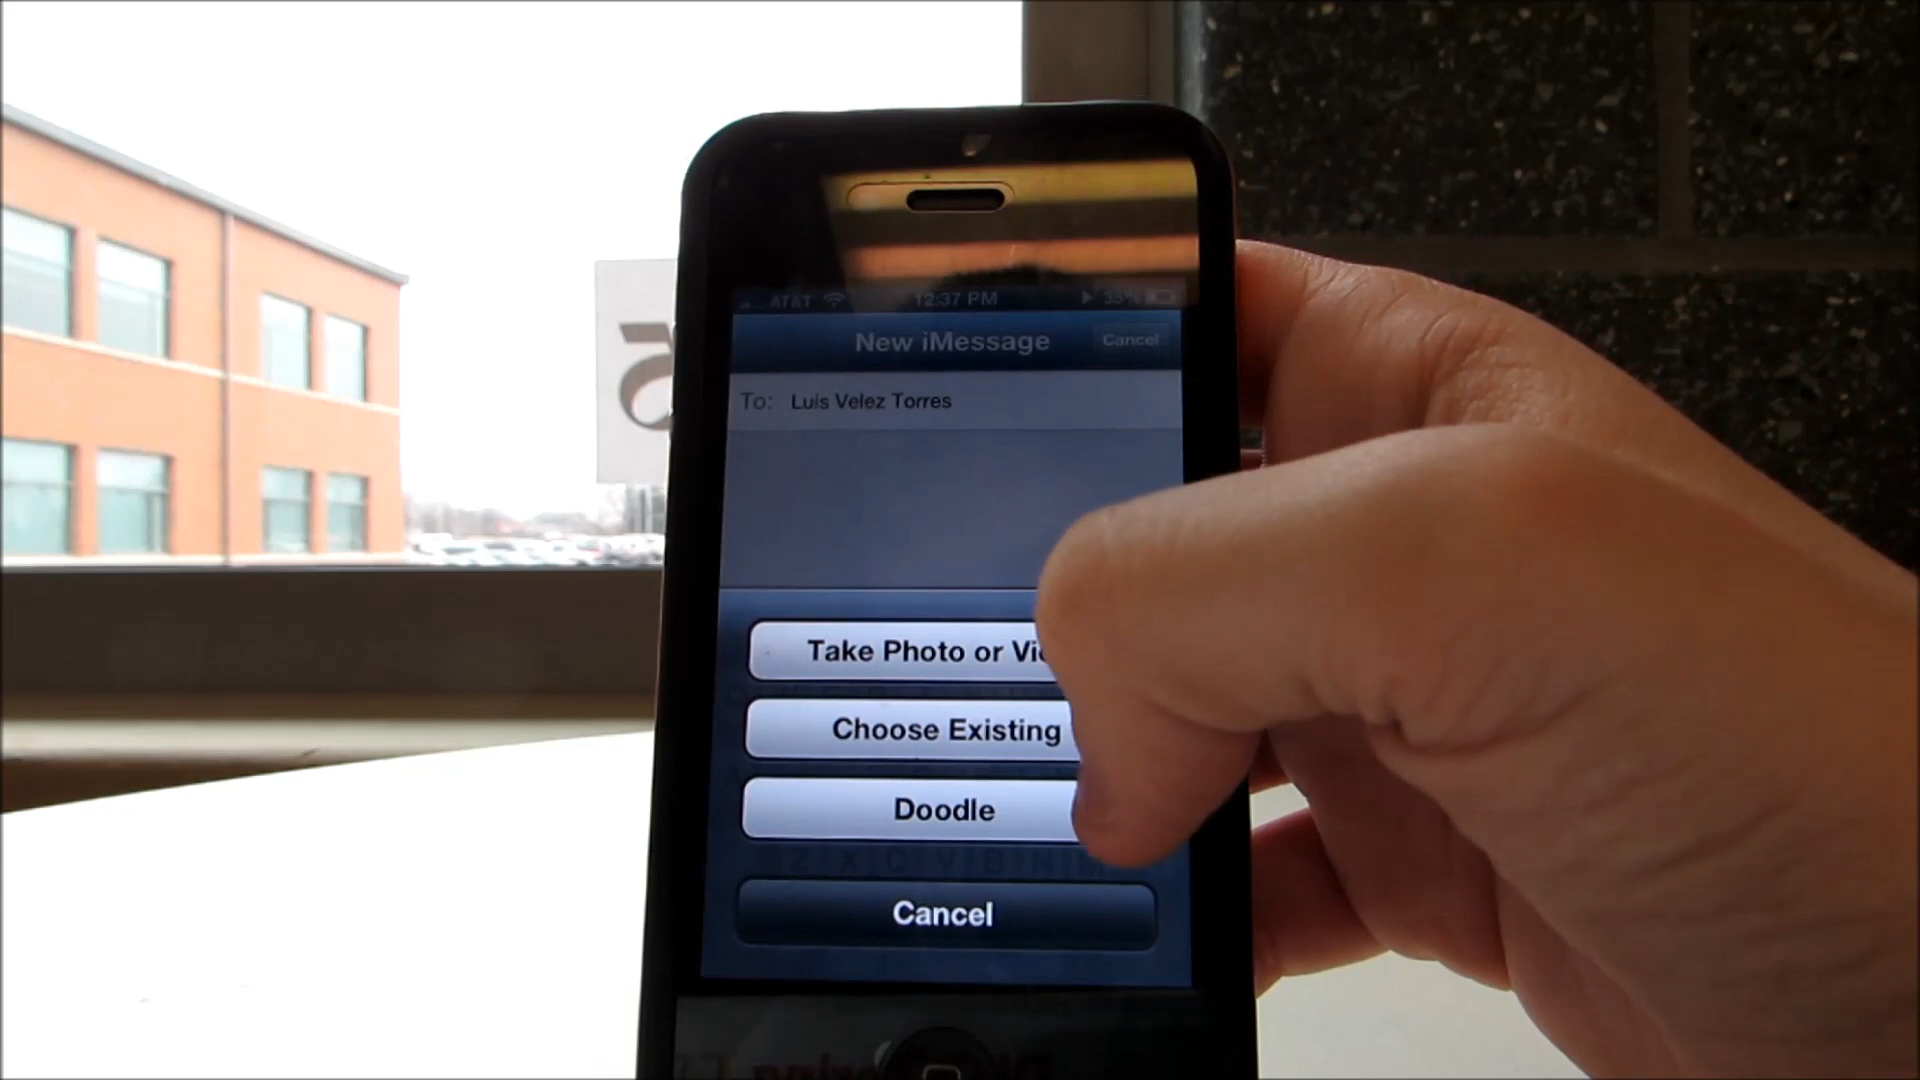 AT&T 12:37 PM 35%
New iMessage Cancel
To: Luis Velez Torres
Take Photo or Vi
Choose Existing
Doodle
Z X C V B N M
Cancel